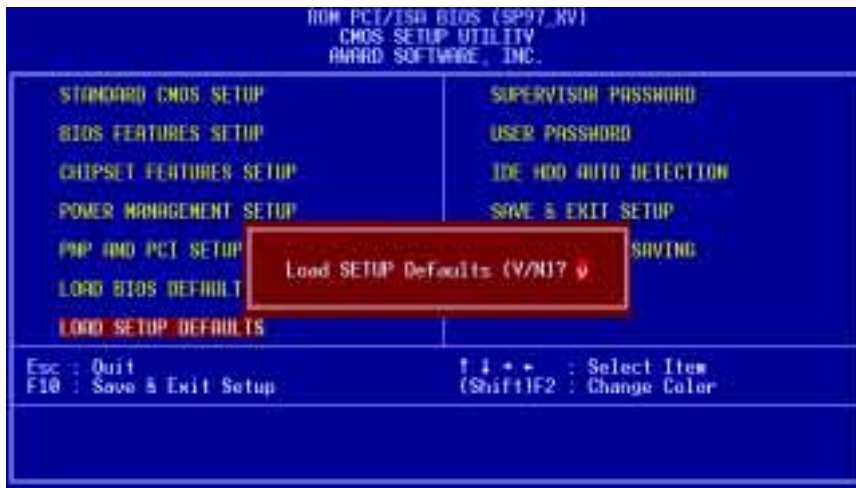 ROM PCI/ISA BIOS (SP97_XV)
CMOS SETUP UTILITY
AWARD SOFTWARE, INC.
STANDARD CMOS SETUP
BIOS FEATURES SETUP
CHIPSET FEATURES SETUP
POWER MANAGEMENT SETUP
PNP AND PCI SETUP
LOAD BIOS DEFAULT
LOAD SETUP DEFAULTS
SUPERVISOR PASSWORD
USER PASSWORD
IDE HDD AUTO DETECTION
SAVE & EXIT SETUP
SAVING
Load SETUP Defaults (Y/N)? y
Esc : Quit
F10 : Save & Exit Setup
↑ ↓ → ← : Select Item
(Shift)F2 : Change Color